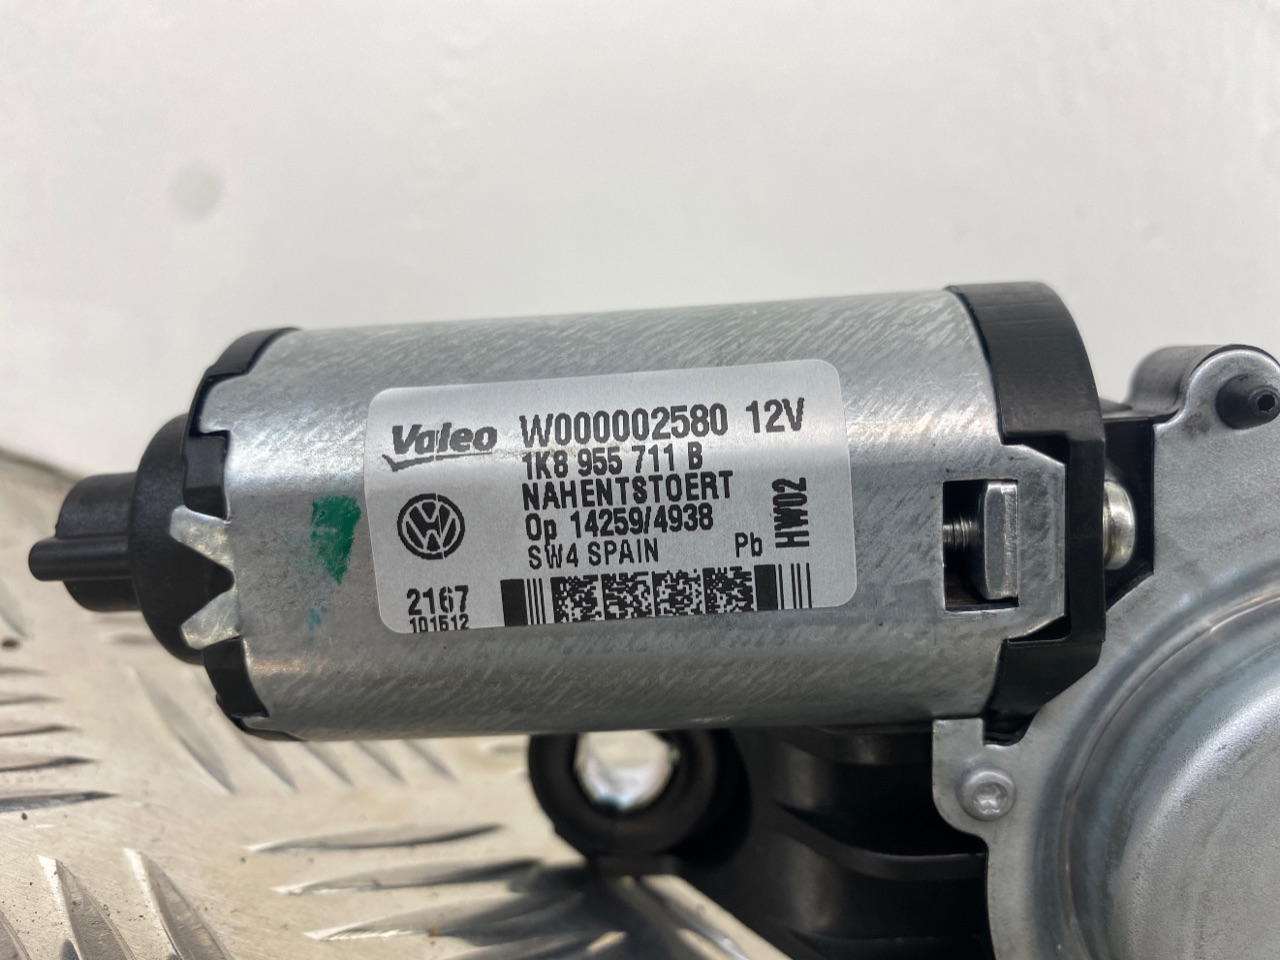 Valeo W000002580 12V
1K8 955 711 B
NAHENTSTOERT
Op 14259/4938
SW4 SPAIN Pb
HW02
2167
101512